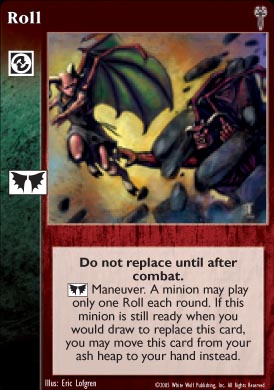 Roll
Do not replace until after
combat.
Maneuver. A minion may play
only one Roll each round. If this
minion is still ready when you
would draw to replace this card,
you may move this card from your
ash heap to your hand instead.
Illus: Eric Lofgren
©2005 White Wolf Publishing, Inc. All Rights Reserved.